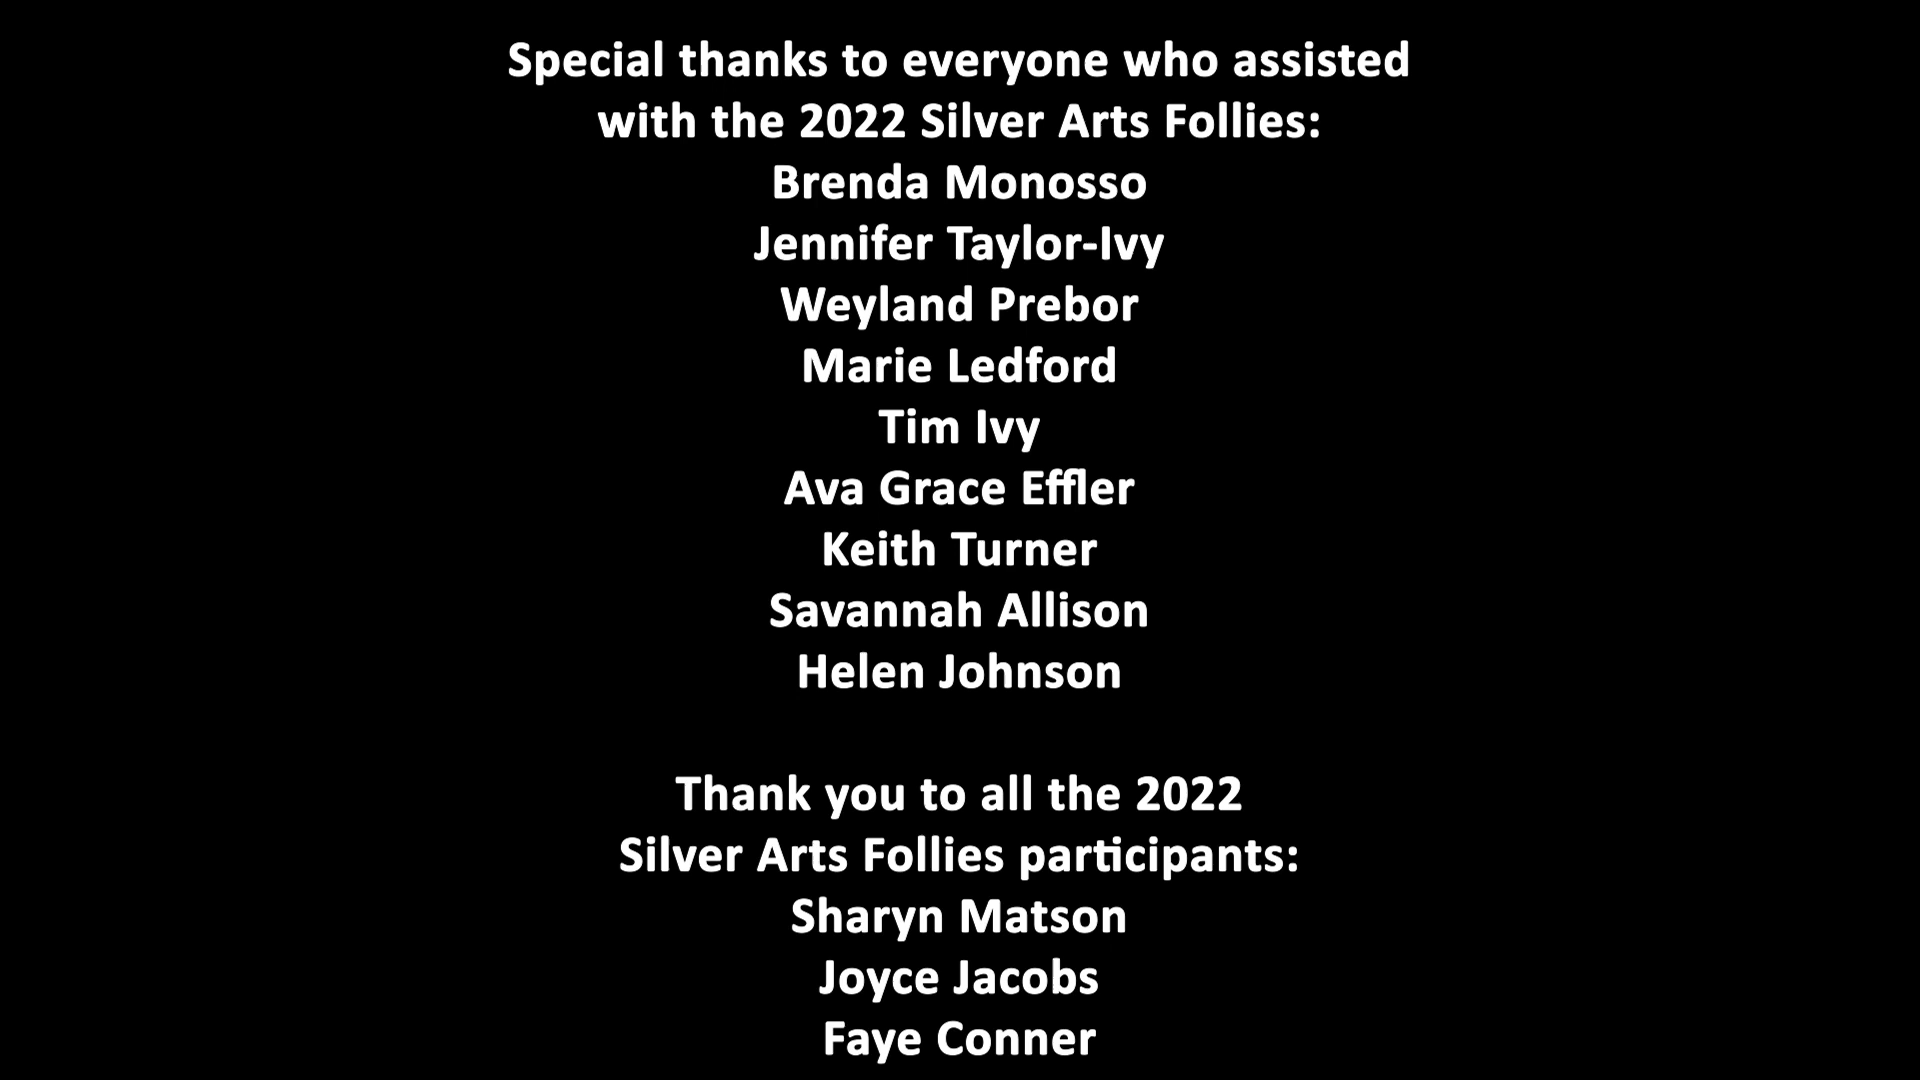 Special thanks to everyone who assisted
with the 2022 Silver Arts Follies:
Brenda Monosso
Jennifer Taylor-Ivy
Weyland Prebor
Marie Ledford
Tim Ivy
Ava Grace Effler
Keith Turner
Savannah Allison
Helen Johnson
Thank you to all the 2022
Silver Arts Follies participants:
Sharyn Matson
Joyce Jacobs
Faye Conner